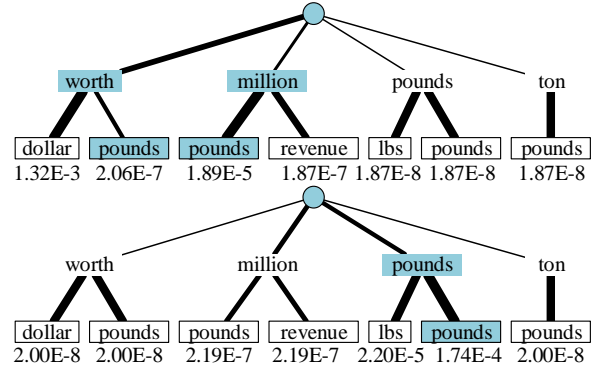 worth million pounds ton
dollar pounds pounds revenue lbs pounds pounds
1.32E-3 2.06E-7 1.89E-5 1.87E-7 1.87E-8 1.87E-8 1.87E-8
worth million pounds ton
dollar pounds pounds revenue lbs pounds pounds
2.00E-8 2.00E-8 2.19E-7 2.19E-7 2.20E-5 1.74E-4 2.00E-8